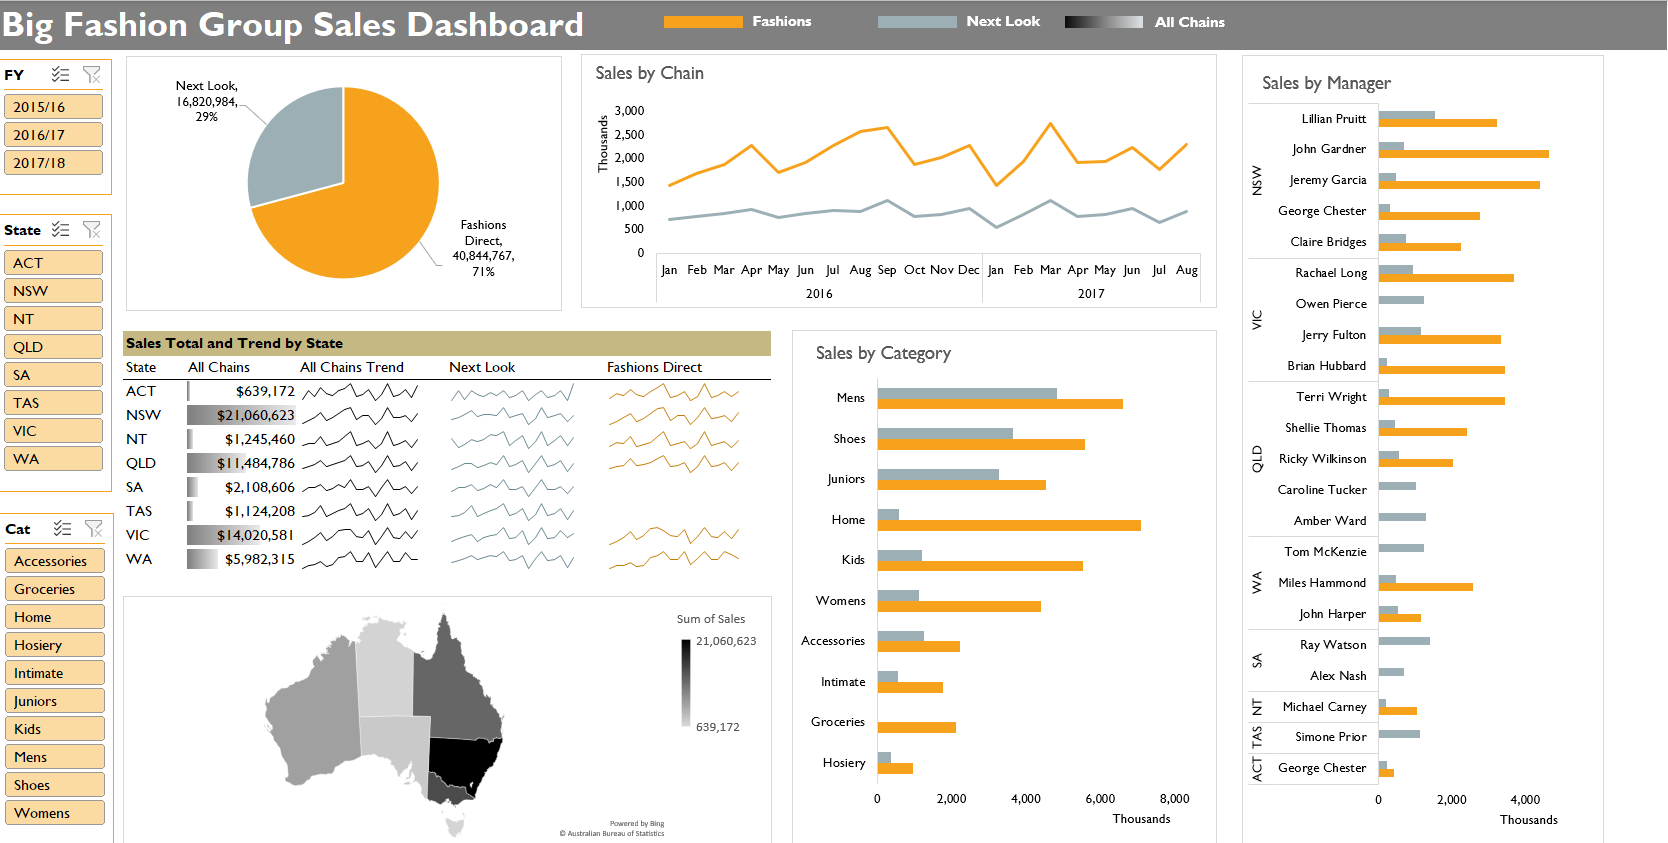 Big Fashion Group Sales Dashboard
Fashions
Next Look
All Chains
FY
2015/16
2016/17
2017/18
State
ACT
NSW
NT
QLD
SA
TAS
VIC
WA
Cat
Accessories
Groceries
Home
Hosiery
Intimate
Juniors
Kids
Mens
Shoes
Womens
Next Look,
16,820,984,
29%
Fashions
Direct,
40,844,767,
71%
Sales by Chain
Thousands
3,000
2,500
2,000
1,500
1,000
500
0
Jan Feb Mar Apr May Jun Jul Aug Sep Oct Nov Dec Jan Feb Mar Apr May Jun Jul Aug
2016 2017
Sales Total and Trend by State
State All Chains All Chains Trend Next Look Fashions Direct
ACT $639,172
NSW $21,060,623
NT $1,245,460
QLD $11,484,786
SA $2,108,606
TAS $1,124,208
VIC $14,020,581
WA $5,982,315
Sum of Sales
21,060,623
639,172
Powered by Bing
© Australian Bureau of Statistics
Sales by Category
Mens
Shoes
Juniors
Home
Kids
Womens
Accessories
Intimate
Groceries
Hosiery
0 2,000 4,000 6,000 8,000
Thousands
Sales by Manager
NSW
Lillian Pruitt
John Gardner
Jeremy Garcia
George Chester
Claire Bridges
VIC
Rachael Long
Owen Pierce
Jerry Fulton
Brian Hubbard
QLD
Terri Wright
Shellie Thomas
Ricky Wilkinson
Caroline Tucker
Amber Ward
WA
Tom McKenzie
Miles Hammond
John Harper
SA
Ray Watson
Alex Nash
NT
Michael Carney
TAS
Simone Prior
ACT
George Chester
0 2,000 4,000
Thousands